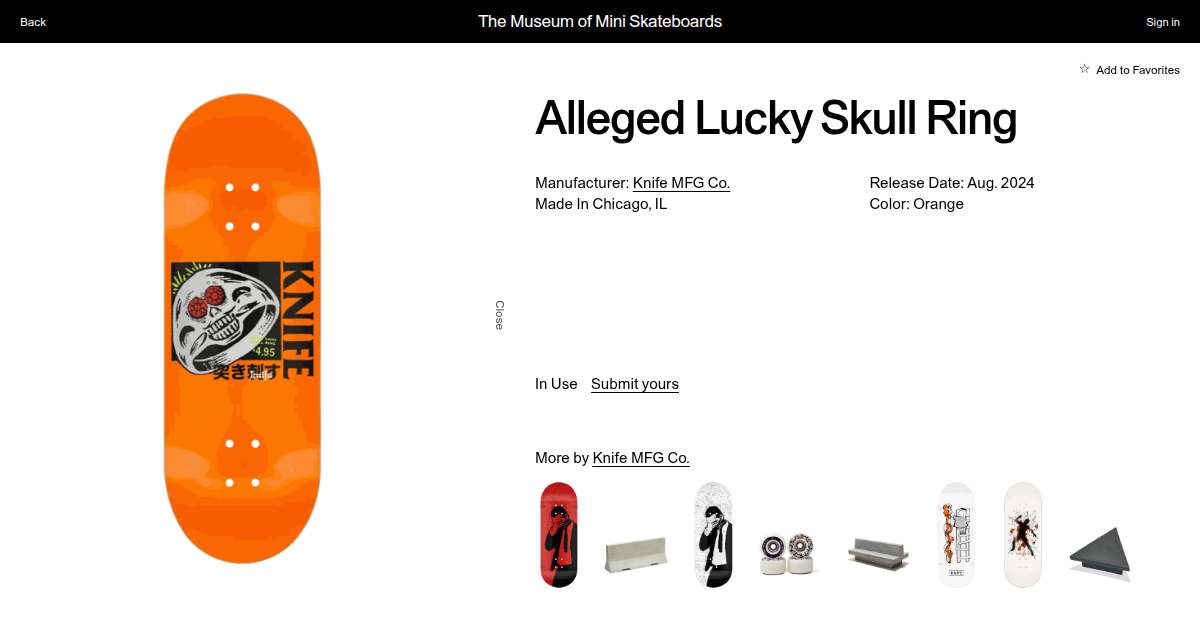 Back
The Museum of Mini Skateboards
Sign in
☆ Add to Favorites
Alleged Lucky Skull Ring
Manufacturer: Knife MFG Co.
Made In Chicago, IL
Release Date: Aug. 2024
Color: Orange
KNIFE
4.95
突き刺す
Close
In Use Submit yours
More by Knife MFG Co.